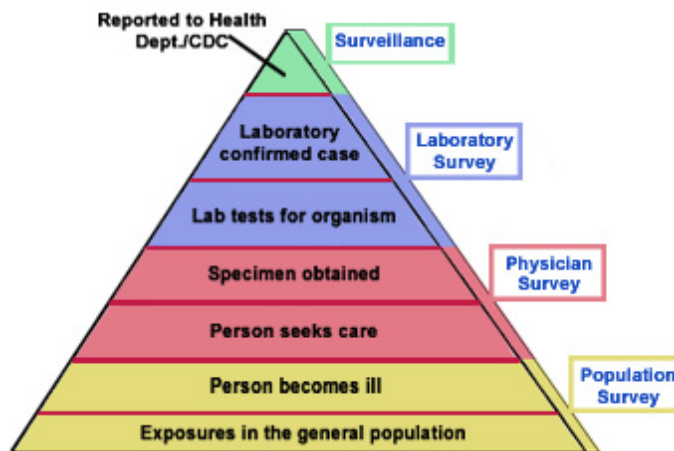 Reported to Health
Dept./CDC
Surveillance
Laboratory
confirmed case
Laboratory
Survey
Lab tests for organism
Specimen obtained
Physician
Survey
Person seeks care
Person becomes ill
Population
Survey
Exposures in the general population